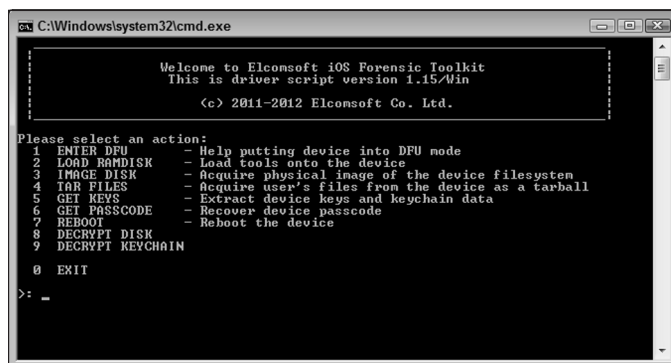 C:\Windows\system32\cmd.exe
Welcome to Elcomsoft iOS Forensic Toolkit
This is driver script version 1.15/Win
(c) 2011-2012 Elcomsoft Co. Ltd.
Please select an action:
1 ENTER DFU - Help putting device into DFU mode
2 LOAD RAMDISK - Load tools onto the device
3 IMAGE DISK - Acquire physical image of the device filesystem
4 TAR FILES - Acquire user's files from the device as a tarball
5 GET KEYS - Extract device keys and keychain data
6 GET PASSCODE - Recover device passcode
7 REBOOT - Reboot the device
8 DECRYPT DISK
9 DECRYPT KEYCHAIN
0 EXIT
>: _